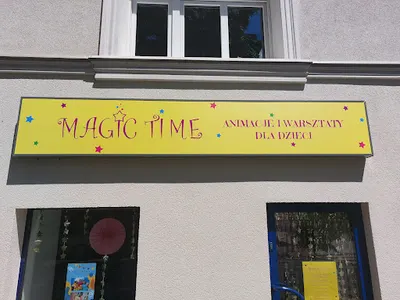 MAGIC TIME
ANIMACJE I WARSZTATY
DLA DZIECI